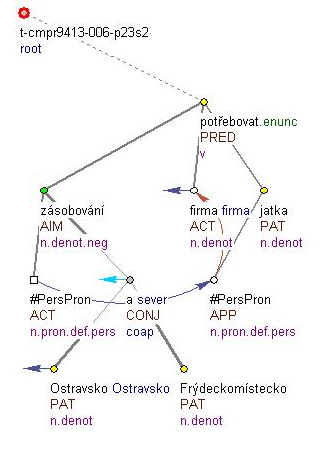 t-cmpr9413-006-p23s2
root
potřebovat.enunc
PRED
v
zásobování
AIM
n.denot.neg
firma firma
ACT
n.denot
jatka
PAT
n.denot
#PersPron
ACT
n.pron.def.pers
a sever
CONJ
coap
#PersPron
APP
n.pron.def.pers
Ostravsko Ostravsko
PAT
n.denot
Frýdeckomístecko
PAT
n.denot